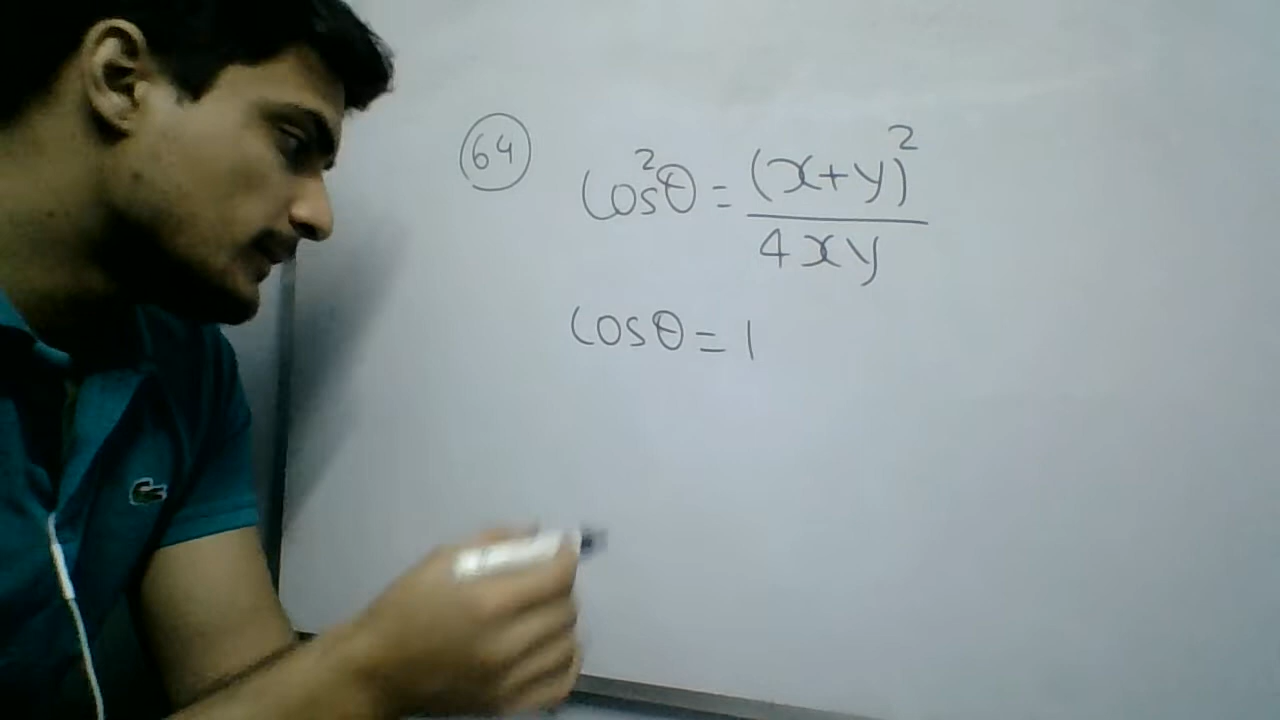 64 cos²θ = (x+y)² / 4xy
cosθ = 1